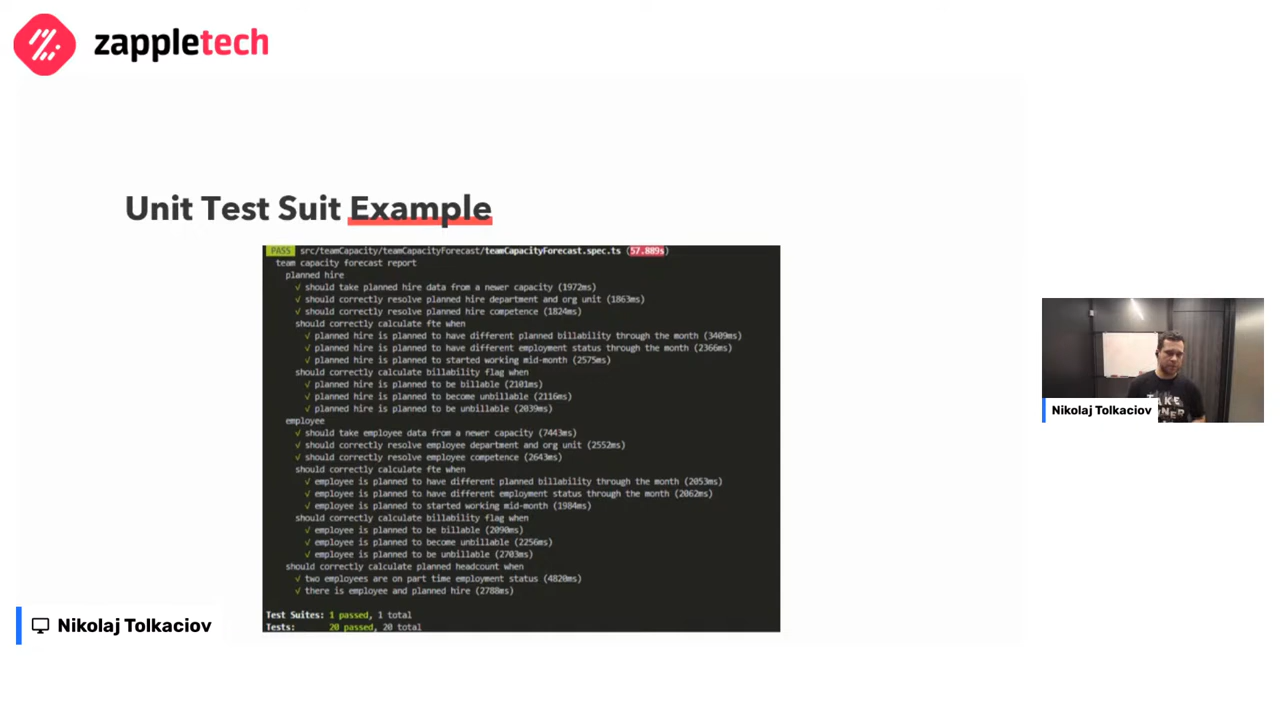 zappletech
Unit Test Suit Example
PASS src/teamCapacity/teamCapacityForecast/teamCapacityForecast.spec.ts (57.889s)
team capacity forecast report
planned hire
√ should take planned hire data from a newer capacity (1972ms)
√ should correctly resolve planned hire department and org unit (1863ms)
√ should correctly resolve planned hire competence (1824ms)
should correctly calculate fte when
√ planned hire is planned to have different planned billability through the month (3409ms)
√ planned hire is planned to have different employment status through the month (2366ms)
√ planned hire is planned to started working mid-month (2575ms)
should correctly calculate billability flag when
√ planned hire is planned to be billable (2101ms)
√ planned hire is planned to become unbillable (2116ms)
√ planned hire is planned to be unbillable (2039ms)
employee
√ should take employee data from a newer capacity (7443ms)
√ should correctly resolve employee department and org unit (2552ms)
√ should correctly resolve employee competence (2643ms)
should correctly calculate fte when
√ employee is planned to have different planned billability through the month (2053ms)
√ employee is planned to have different employment status through the month (2062ms)
√ employee is planned to started working mid-month (1984ms)
should correctly calculate billability flag when
√ employee is planned to be billable (2090ms)
√ employee is planned to become unbillable (2256ms)
√ employee is planned to be unbillable (2703ms)
should correctly calculate planned headcount when
√ two employees are on part time employment status (4820ms)
√ there is employee and planned hire (2788ms)
Test Suites: 1 passed, 1 total
Tests: 20 passed, 20 total
TAKE
Nikolaj Tolkaciov
Nikolaj Tolkaciov